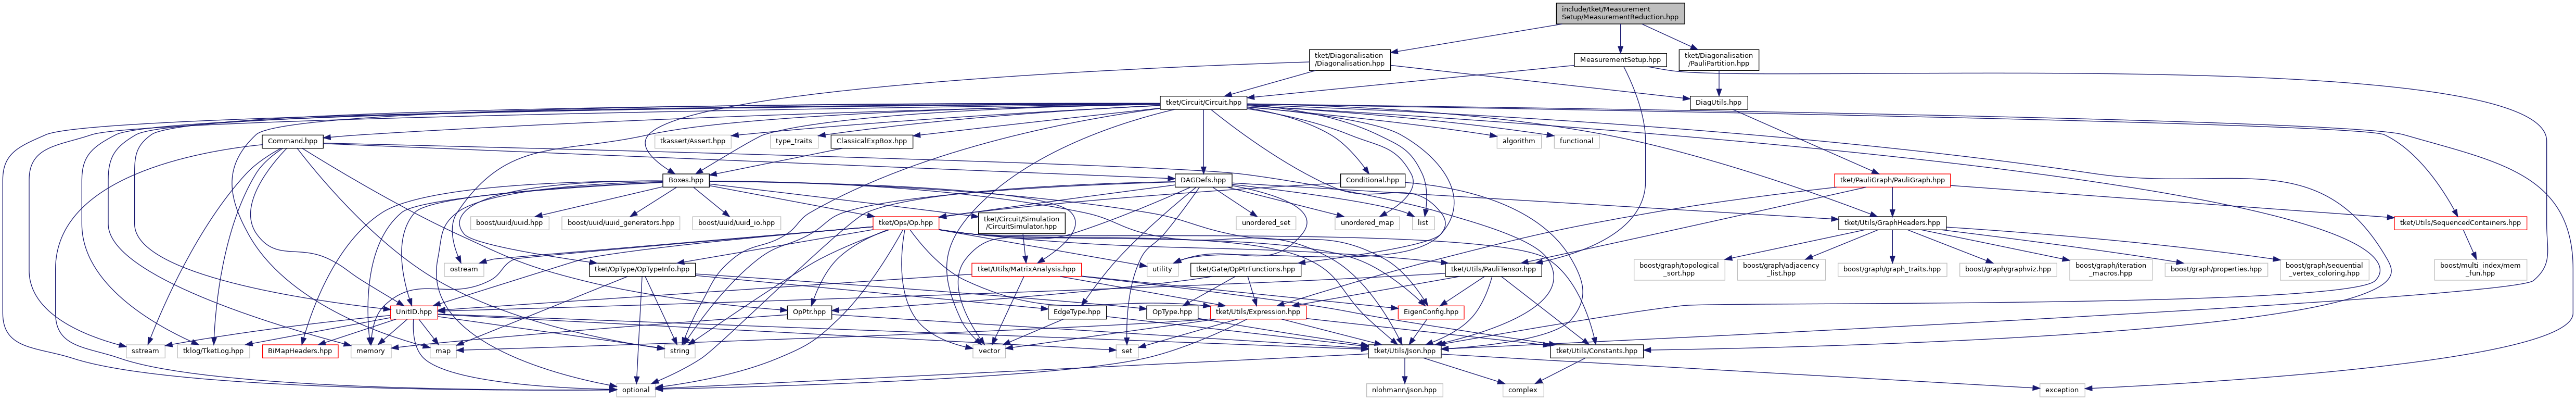 include/tket/Measurement
Setup/MeasurementReduction.hpp
tket/Diagonalisation
/Diagonalisation.hpp
MeasurementSetup.hpp
tket/Diagonalisation
/PauliPartition.hpp
tket/Circuit/Circuit.hpp
DiagUtils.hpp
Command.hpp
tkassert/Assert.hpp
type_traits
ClassicalExpBox.hpp
algorithm
functional
Boxes.hpp
DAGDefs.hpp
Conditional.hpp
tket/PauliGraph/PauliGraph.hpp
boost/uuid/uuid.hpp
boost/uuid/uuid_generators.hpp
boost/uuid/uuid_io.hpp
tket/Ops/Op.hpp
tket/Circuit/Simulation
/CircuitSimulator.hpp
unordered_set
unordered_map
list
tket/Utils/GraphHeaders.hpp
tket/Utils/SequencedContainers.hpp
ostream
tket/OpType/OpTypeInfo.hpp
utility
tket/Utils/MatrixAnalysis.hpp
tket/Gate/OpPtrFunctions.hpp
tket/Utils/PauliTensor.hpp
boost/graph/topological
_sort.hpp
boost/graph/adjacency
_list.hpp
boost/graph/graph_traits.hpp
boost/graph/graphviz.hpp
boost/graph/iteration
_macros.hpp
boost/graph/properties.hpp
boost/graph/sequential
_vertex_coloring.hpp
boost/multi_index/mem
_fun.hpp
UnitID.hpp
OpPtr.hpp
EdgeType.hpp
OpType.hpp
tket/Utils/Expression.hpp
EigenConfig.hpp
sstream
tklog/TketLog.hpp
BiMapHeaders.hpp
memory
map
string
vector
set
tket/Utils/Json.hpp
tket/Utils/Constants.hpp
optional
nlohmann/json.hpp
complex
exception